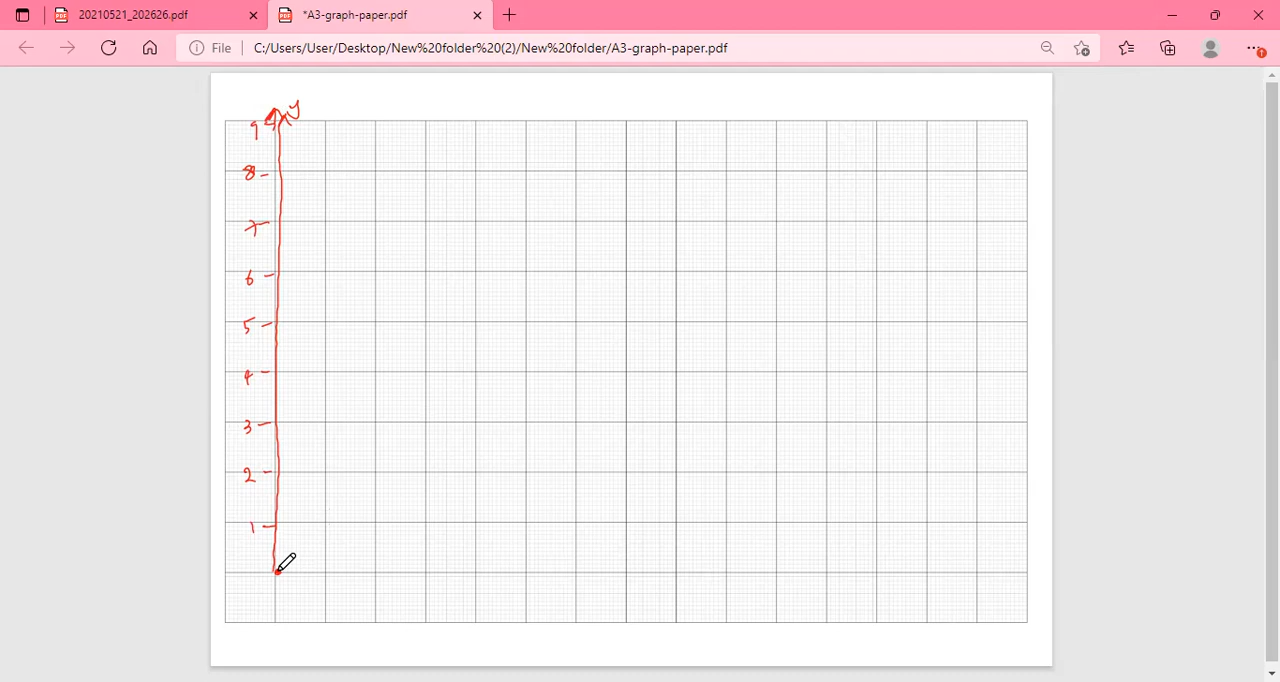 20210521_202626.pdf
*A3-graph-paper.pdf
File C:/Users/User/Desktop/New%20folder%20(2)/New%20folder/A3-graph-paper.pdf
y
9
8
7
6
5
4
3
2
1